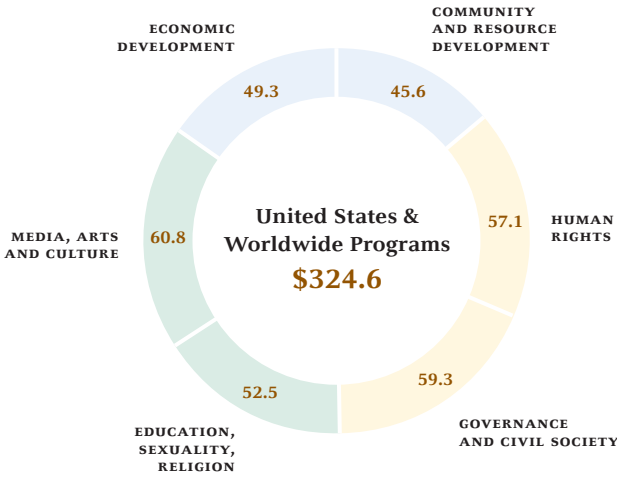 COMMUNITY
AND RESOURCE
DEVELOPMENT
45.6
HUMAN
RIGHTS
57.1
GOVERNANCE
AND CIVIL SOCIETY
59.3
EDUCATION,
SEXUALITY,
RELIGION
52.5
MEDIA, ARTS
AND CULTURE
60.8
ECONOMIC
DEVELOPMENT
49.3
United States &
Worldwide Programs
$324.6